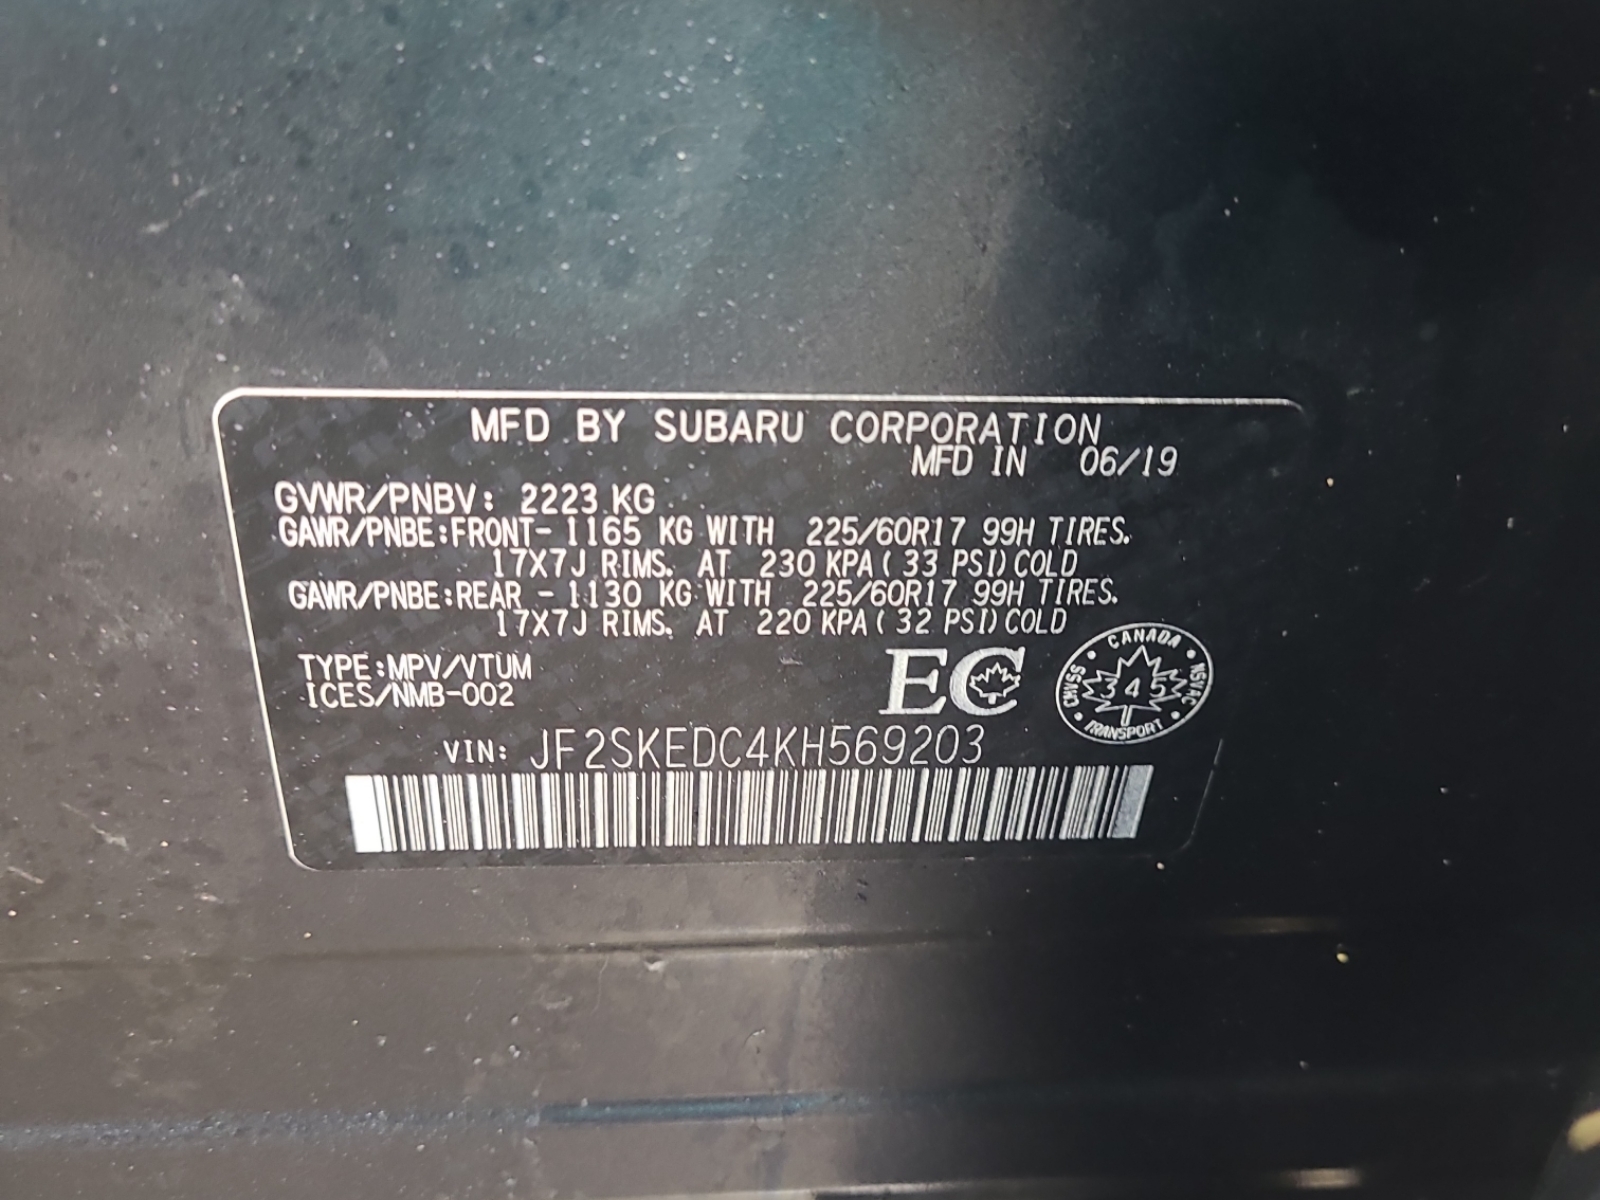 MFD BY SUBARU CORPORATION
MFD IN 06/19
GVWR/PNBV: 2223 KG
GAWR/PNBE:FRONT- 1165 KG WITH 225/60R17 99H TIRES.
17X7J RIMS. AT 230 KPA( 33 PSI)COLD
GAWR/PNBE:REAR - 1130 KG WITH 225/60R17 99H TIRES.
17X7J RIMS. AT 220 KPA( 32 PSI)COLD
TYPE:MPV/VTUM
ICES/NMB-002
EC
CANADA
CMVSS 345 NSVAC
TRANSPORT
VIN: JF2SKEDC4KH569203